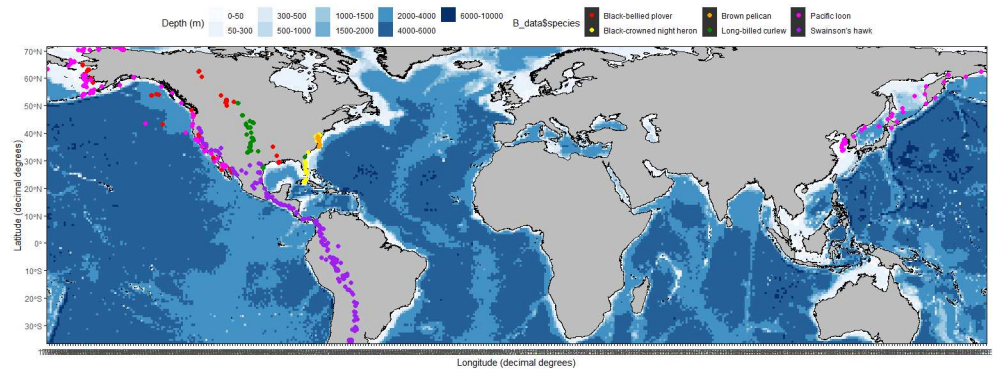 Depth (m) 0-50 300-500 1000-1500 2000-4000 6000-10000 B_data$species Black-bellied plover Brown pelican Pacific loon
50-300 500-1000 1500-2000 4000-6000 Black-crowned night heron Long-billed curlew Swainson's hawk
70°N
60°N
50°N
40°N
30°N
20°N
10°N
0°
10°S
20°S
30°S
Latitude (decimal degrees)
Longitude (decimal degrees)